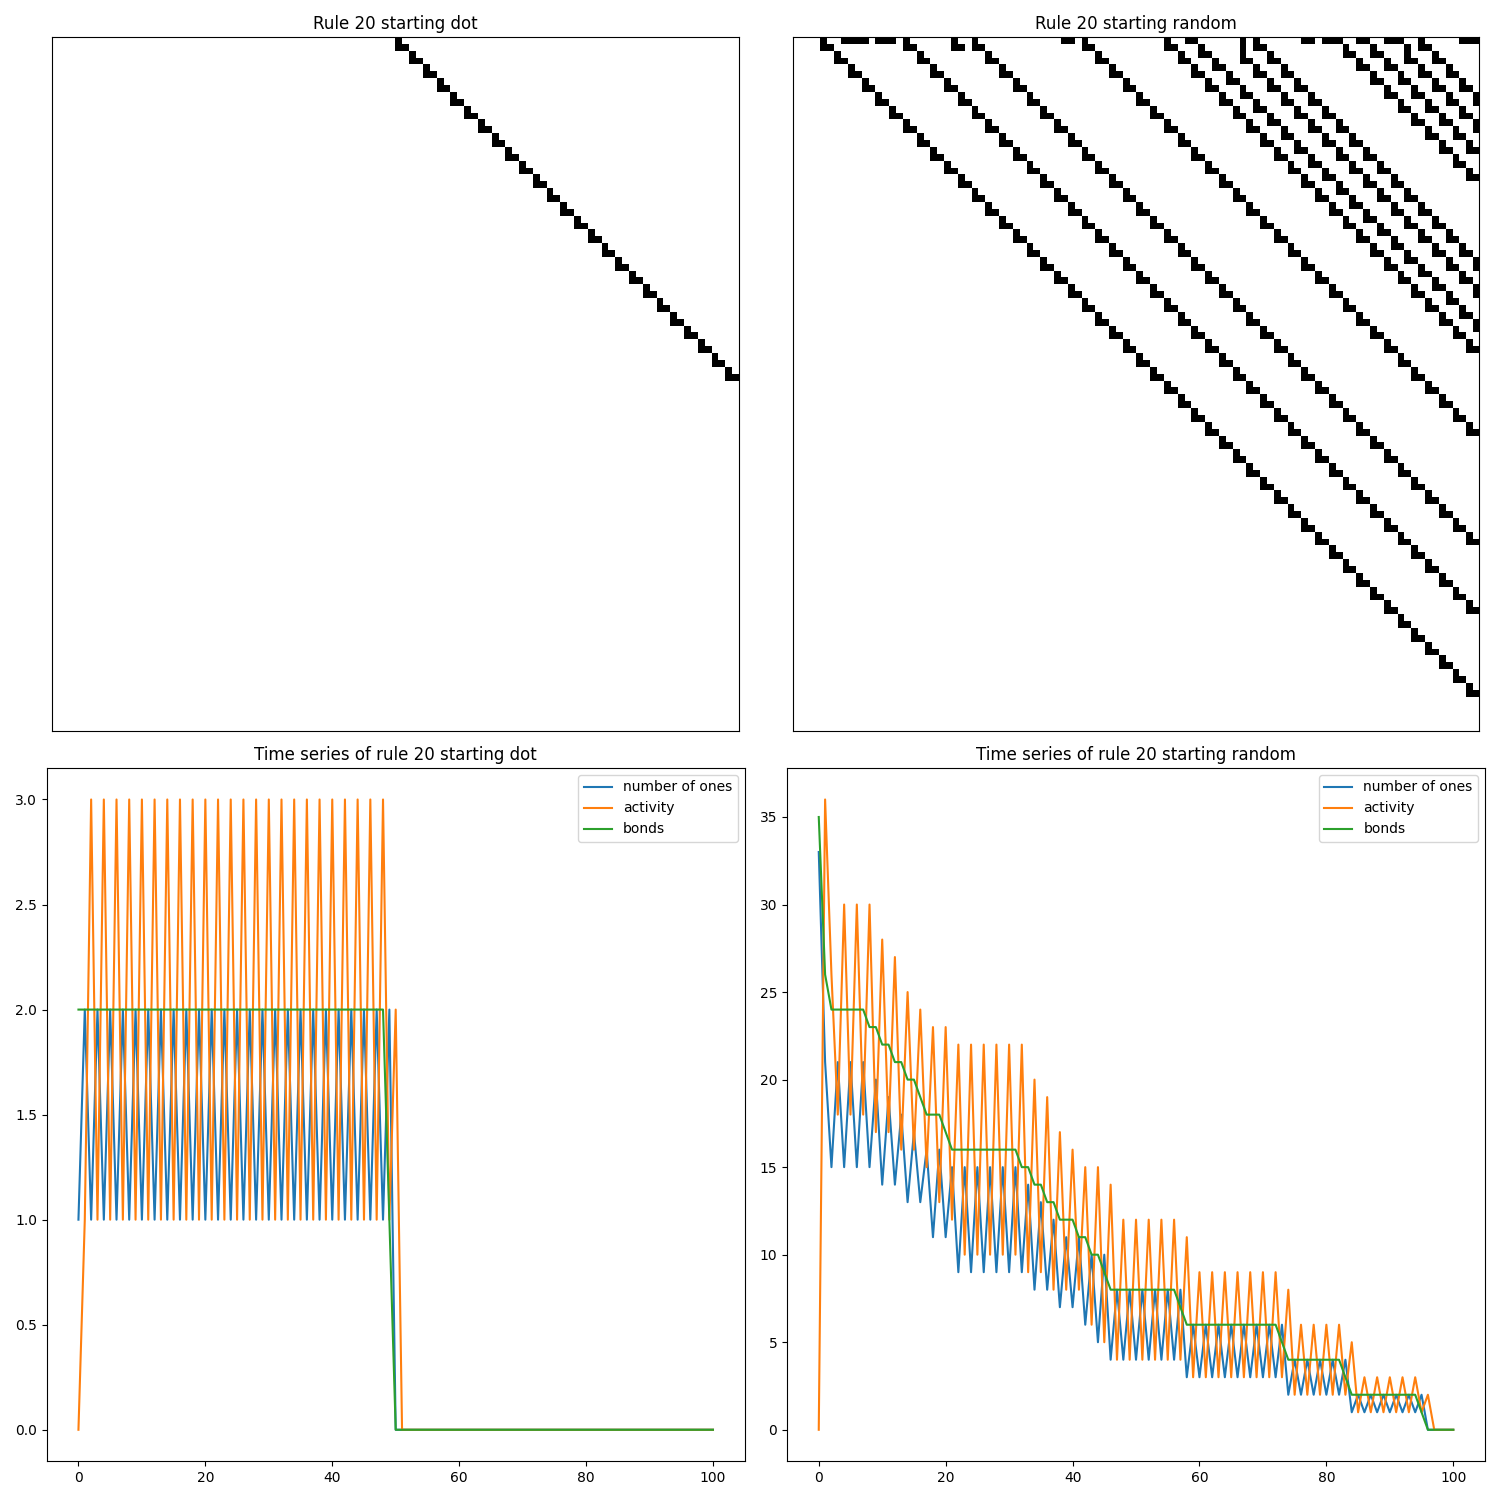 Rule 20 starting dot
Rule 20 starting random
Time series of rule 20 starting dot
number of ones
activity
bonds
3.0
2.5
2.0
1.5
1.0
0.5
0.0
0 20 40 60 80 100
Time series of rule 20 starting random
number of ones
activity
bonds
35
30
25
20
15
10
5
0
0 20 40 60 80 100